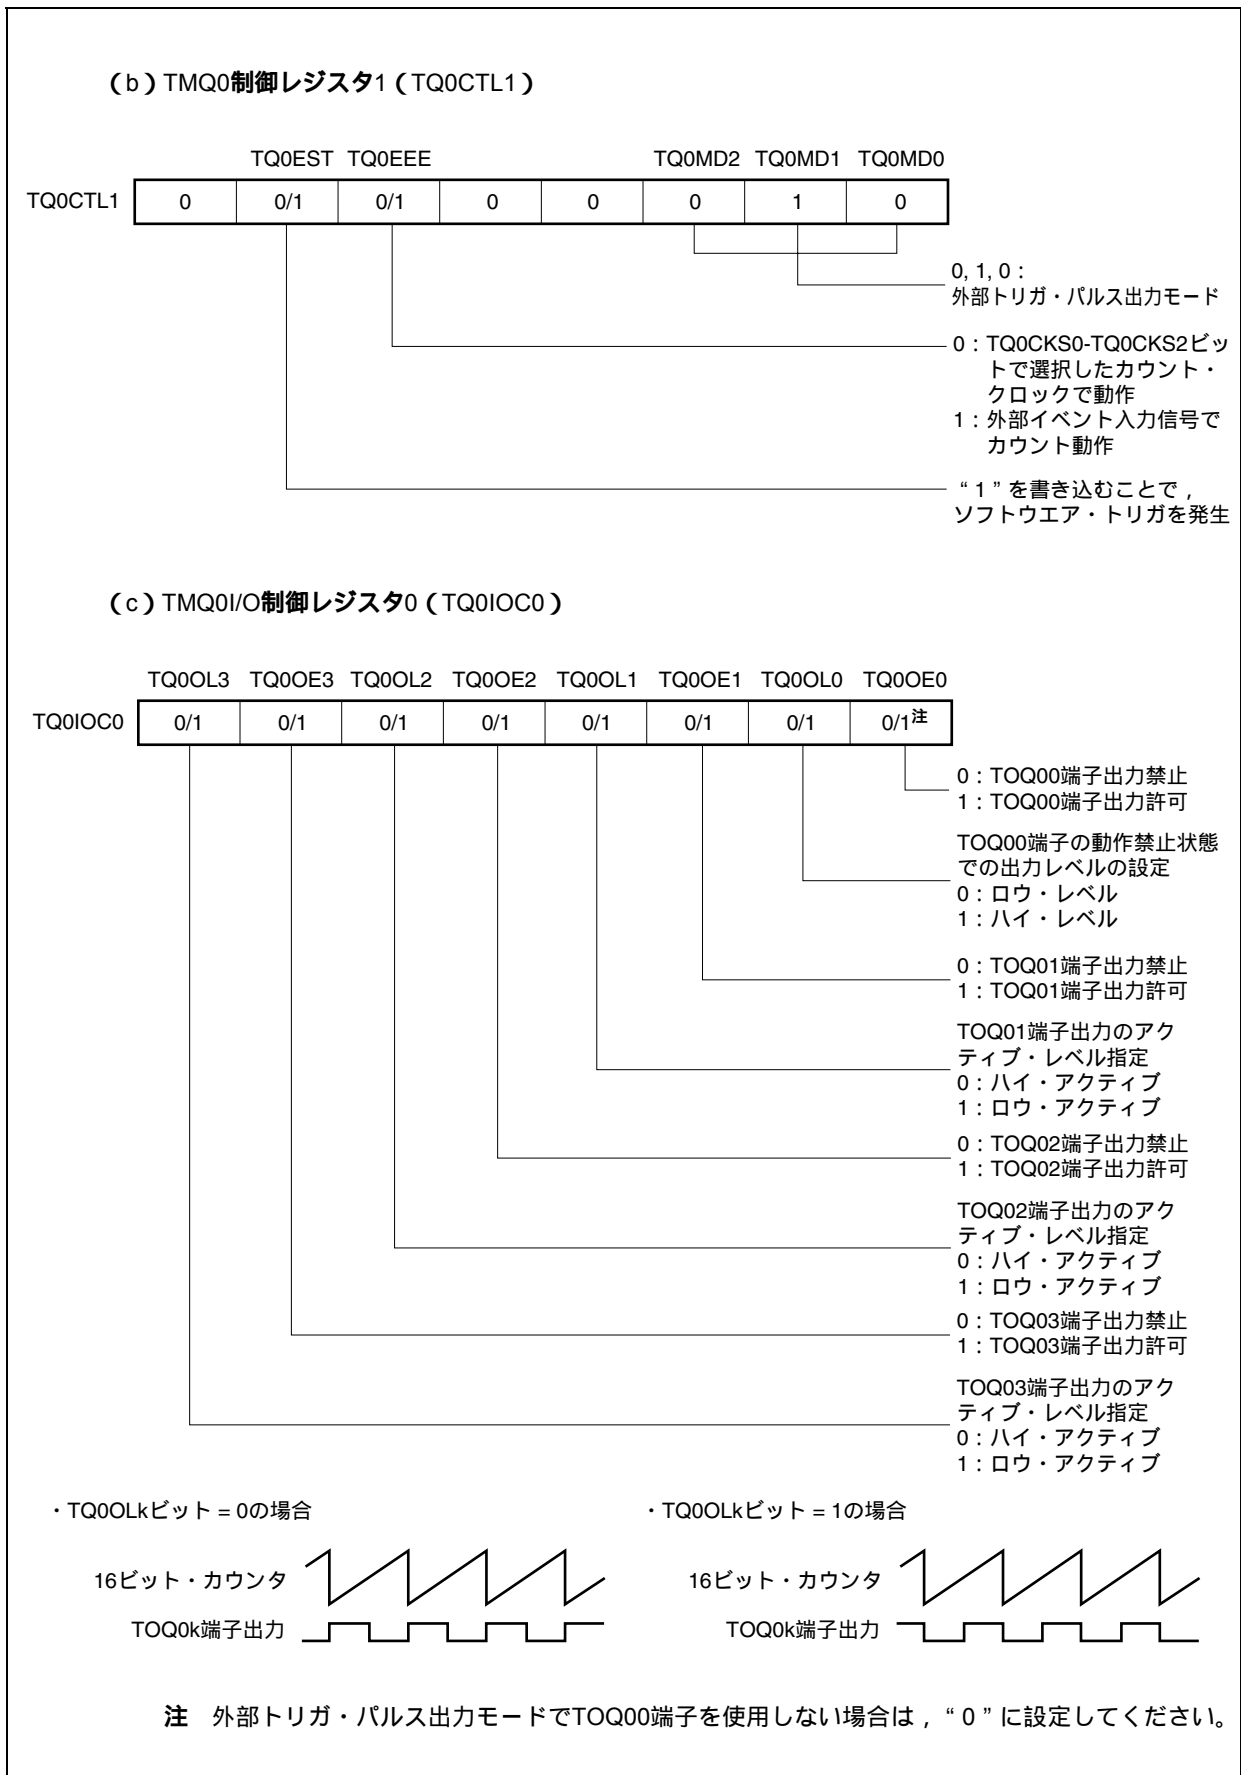 （b）TMQ0制御レジスタ1（TQ0CTL1）
TQ0EST TQ0EEE TQ0MD2 TQ0MD1 TQ0MD0
TQ0CTL1 0 0/1 0/1 0 0 0 1 0
0, 1, 0：
外部トリガ・パルス出力モード
0：TQ0CKS0-TQ0CKS2ビッ
トで選択したカウント・
クロックで動作
1：外部イベント入力信号で
カウント動作
“1”を書き込むことで，
ソフトウエア・トリガを発生
（c）TMQ0I/O制御レジスタ0（TQ0IOC0）
TQ0OL3 TQ0OE3 TQ0OL2 TQ0OE2 TQ0OL1 TQ0OE1 TQ0OL0 TQ0OE0
TQ0IOC0 0/1 0/1 0/1 0/1 0/1 0/1 0/1 0/1注
0：TOQ00端子出力禁止
1：TOQ00端子出力許可
TOQ00端子の動作禁止状態
での出力レベルの設定
0：ロウ・レベル
1：ハイ・レベル
0：TOQ01端子出力禁止
1：TOQ01端子出力許可
TOQ01端子出力のアク
ティブ・レベル指定
0：ハイ・アクティブ
1：ロウ・アクティブ
0：TOQ02端子出力禁止
1：TOQ02端子出力許可
TOQ02端子出力のアク
ティブ・レベル指定
0：ハイ・アクティブ
1：ロウ・アクティブ
0：TOQ03端子出力禁止
1：TOQ03端子出力許可
TOQ03端子出力のアク
ティブ・レベル指定
0：ハイ・アクティブ
1：ロウ・アクティブ
・TQ0OLkビット = 0の場合
16ビット・カウンタ
TOQ0k端子出力
・TQ0OLkビット = 1の場合
16ビット・カウンタ
TOQ0k端子出力
注 外部トリガ・パルス出力モードでTOQ00端子を使用しない場合は，“0”に設定してください。